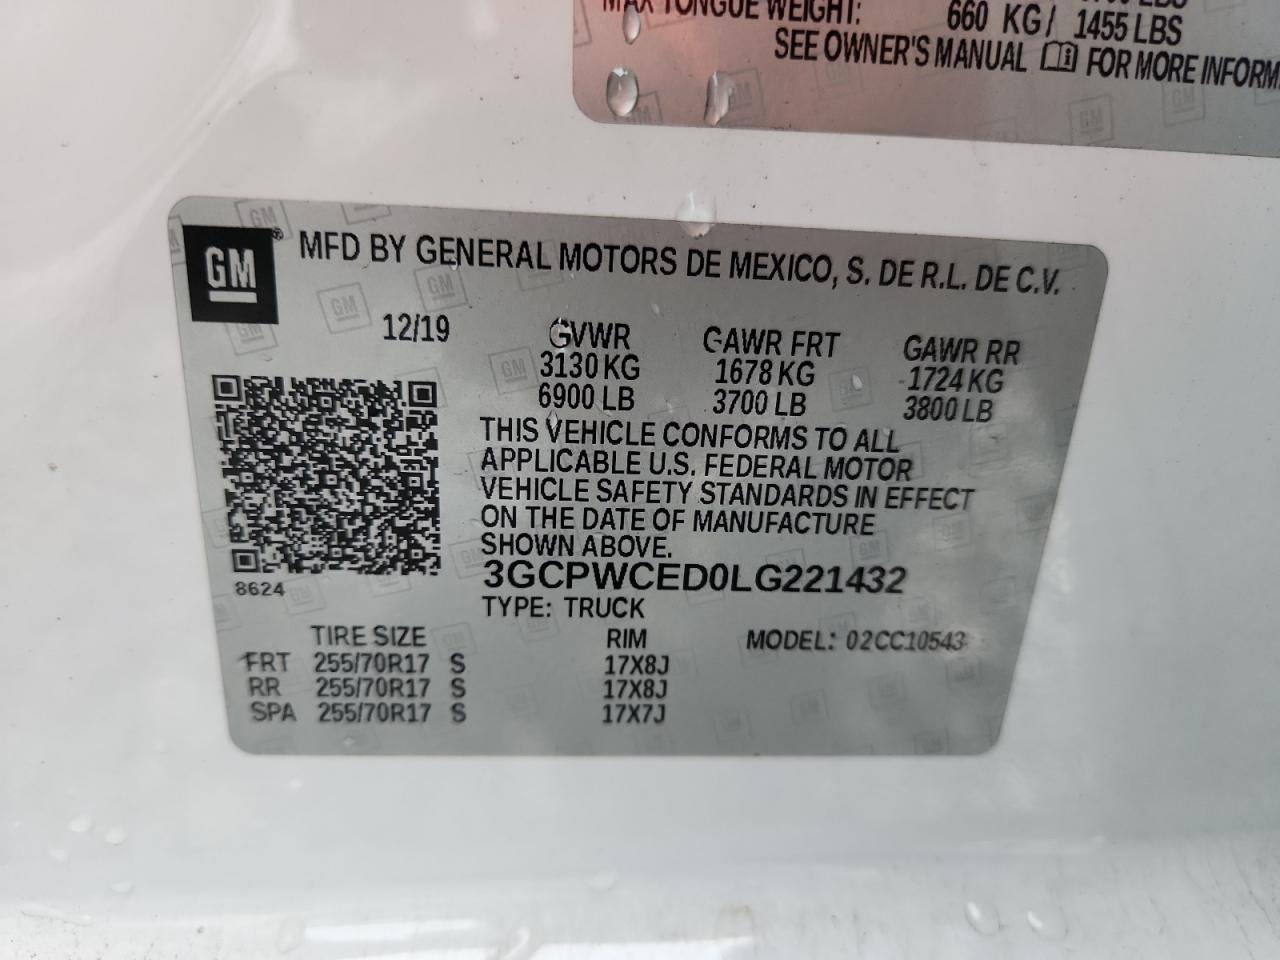 MAX TONGUE WEIGHT: 660 KG/ 1455 LBS
SEE OWNER'S MANUAL FOR MORE INFORM
GM®
MFD BY GENERAL MOTORS DE MEXICO, S. DE R.L. DE C.V.
12/19 GVWR GAWR FRT GAWR RR
3130 KG 1678 KG 1724 KG
6900 LB 3700 LB 3800 LB
THIS VEHICLE CONFORMS TO ALL
APPLICABLE U.S. FEDERAL MOTOR
VEHICLE SAFETY STANDARDS IN EFFECT
ON THE DATE OF MANUFACTURE
SHOWN ABOVE.
8624
3GCPWCED0LG221432
TYPE: TRUCK
TIRE SIZE RIM MODEL: 02CC10543
FRT 255/70R17 S 17X8J
RR 255/70R17 S 17X8J
SPA 255/70R17 S 17X7J